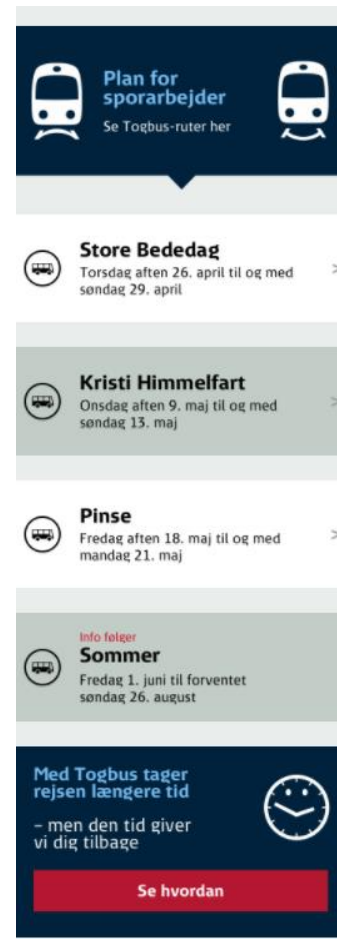 Plan for
sporarbejder
Se Togbus-ruter her
Store Bededag
Torsdag aften 26. april til og med
søndag 29. april
>
Kristi Himmelfart
Onsdag aften 9. maj til og med
søndag 13. maj
>
Pinse
Fredag aften 18. maj til og med
mandag 21. maj
>
Info følger
Sommer
Fredag 1. juni til forventet
søndag 26. august
Med Togbus tager
rejsen længere tid
– men den tid giver
vi dig tilbage
Se hvordan